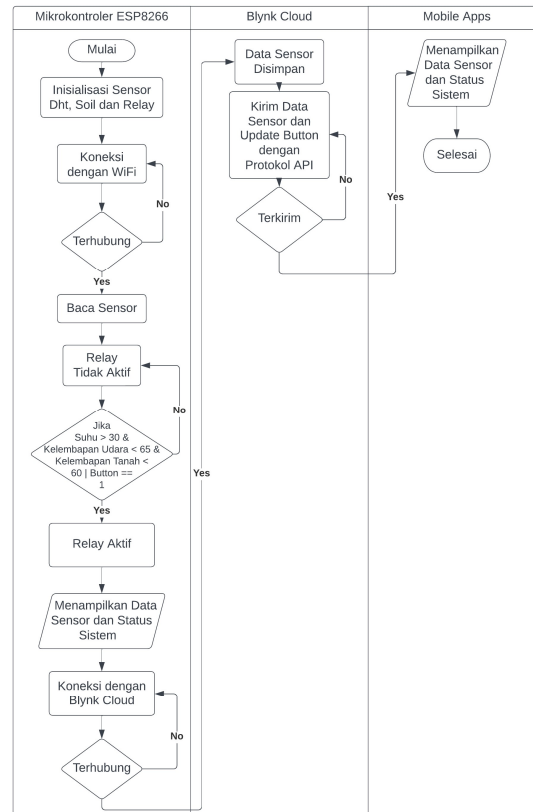 Mikrokontroler ESP8266
Mulai
Inisialisasi Sensor
Dht, Soil dan Relay
Koneksi
dengan WiFi
No
Terhubung
Yes
Baca Sensor
Relay
Tidak Aktif
No
Jika
Suhu > 30 &
Kelembapan Udara < 65 &
Kelembapan Tanah <
60 | Button ==
1
Yes
Relay Aktif
Menampilkan Data
Sensor dan Status
Sistem
Koneksi dengan
Blynk Cloud
No
Terhubung
Yes
Blynk Cloud
Data Sensor
Disimpan
Kirim Data
Sensor dan
Update Button
dengan
Protokol API
No
Terkirim
Yes
Mobile Apps
Menampilkan
Data Sensor
dan Status
Sistem
Selesai